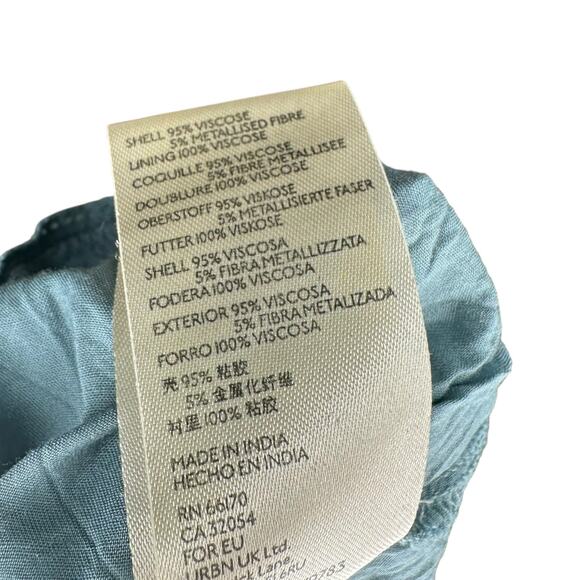 SHELL 95% VISCOSE
5% METALLISED FIBRE
LINING 100% VISCOSE
COQUILLE 95% VISCOSE
5% FIBRE METALLISEE
DOUBLURE 100% VISCOSE
OBERSTOFF 95% VISKOSE
5% METALLISIERTE FASER
FUTTER 100% VISKOSE
SHELL 95% VISCOSA
5% FIBRA METALLIZZATA
FODERA 100% VISCOSA
EXTERIOR 95% VISCOSA
5% FIBRA METALIZADA
FORRO 100% VISCOSA
壳 95% 粘胶
5% 金属化纤维
衬里 100% 粘胶
MADE IN INDIA
HECHO EN INDIA
RN 66170
CA 32054
FOR EU
URBN UK Ltd.
Lane
6RU